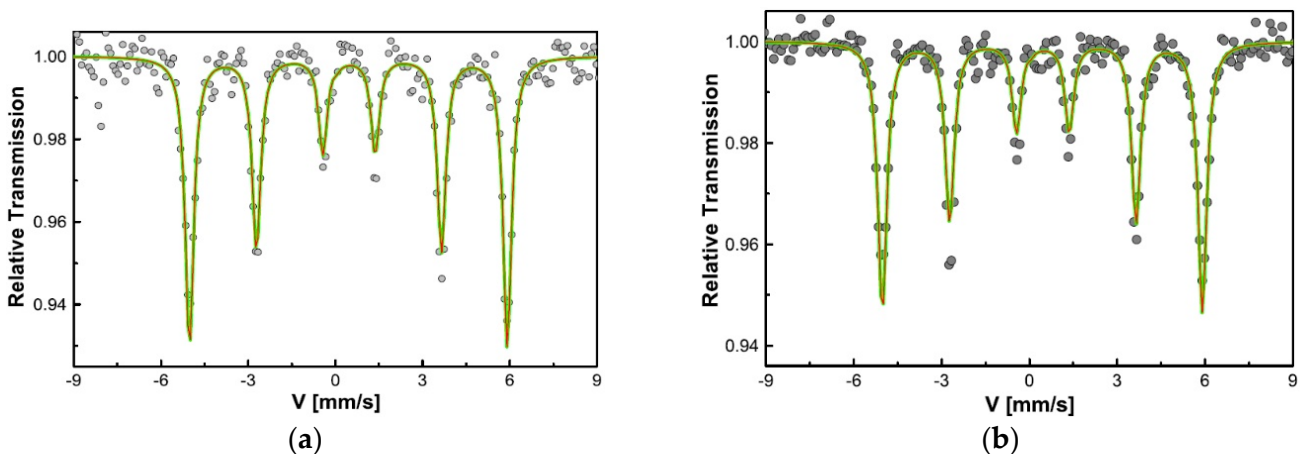 1.00
0.98
0.96
0.94
Relative Transmission
-9 -6 -3 0 3 6 9
V [mm/s]
(a)
1.00
0.98
0.96
0.94
Relative Transmission
-9 -6 -3 0 3 6 9
V [mm/s]
(b)